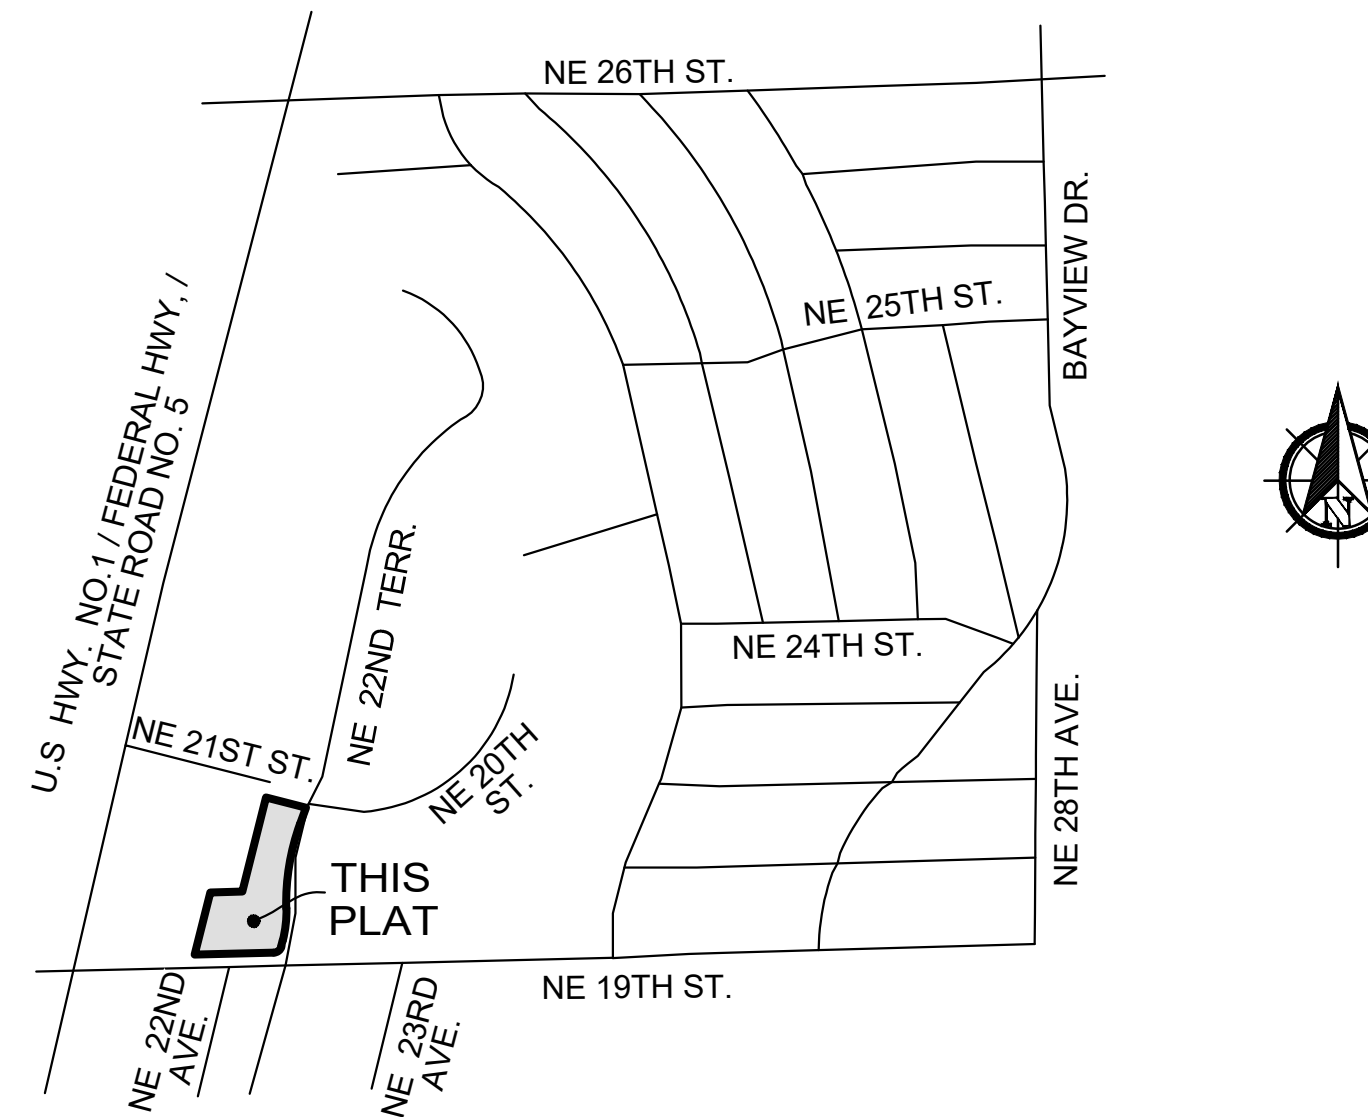 NE 26TH ST.
BAYVIEW DR.
NE 25TH ST.
U.S HWY. NO.1 / FEDERAL HWY, /
STATE ROAD NO. 5
N
NE 22ND TERR.
NE 24TH ST.
NE 21ST ST.
NE 20TH
ST.
NE 28TH AVE.
THIS
PLAT
NE 19TH ST.
NE 22ND
AVE.
NE 23RD
AVE.